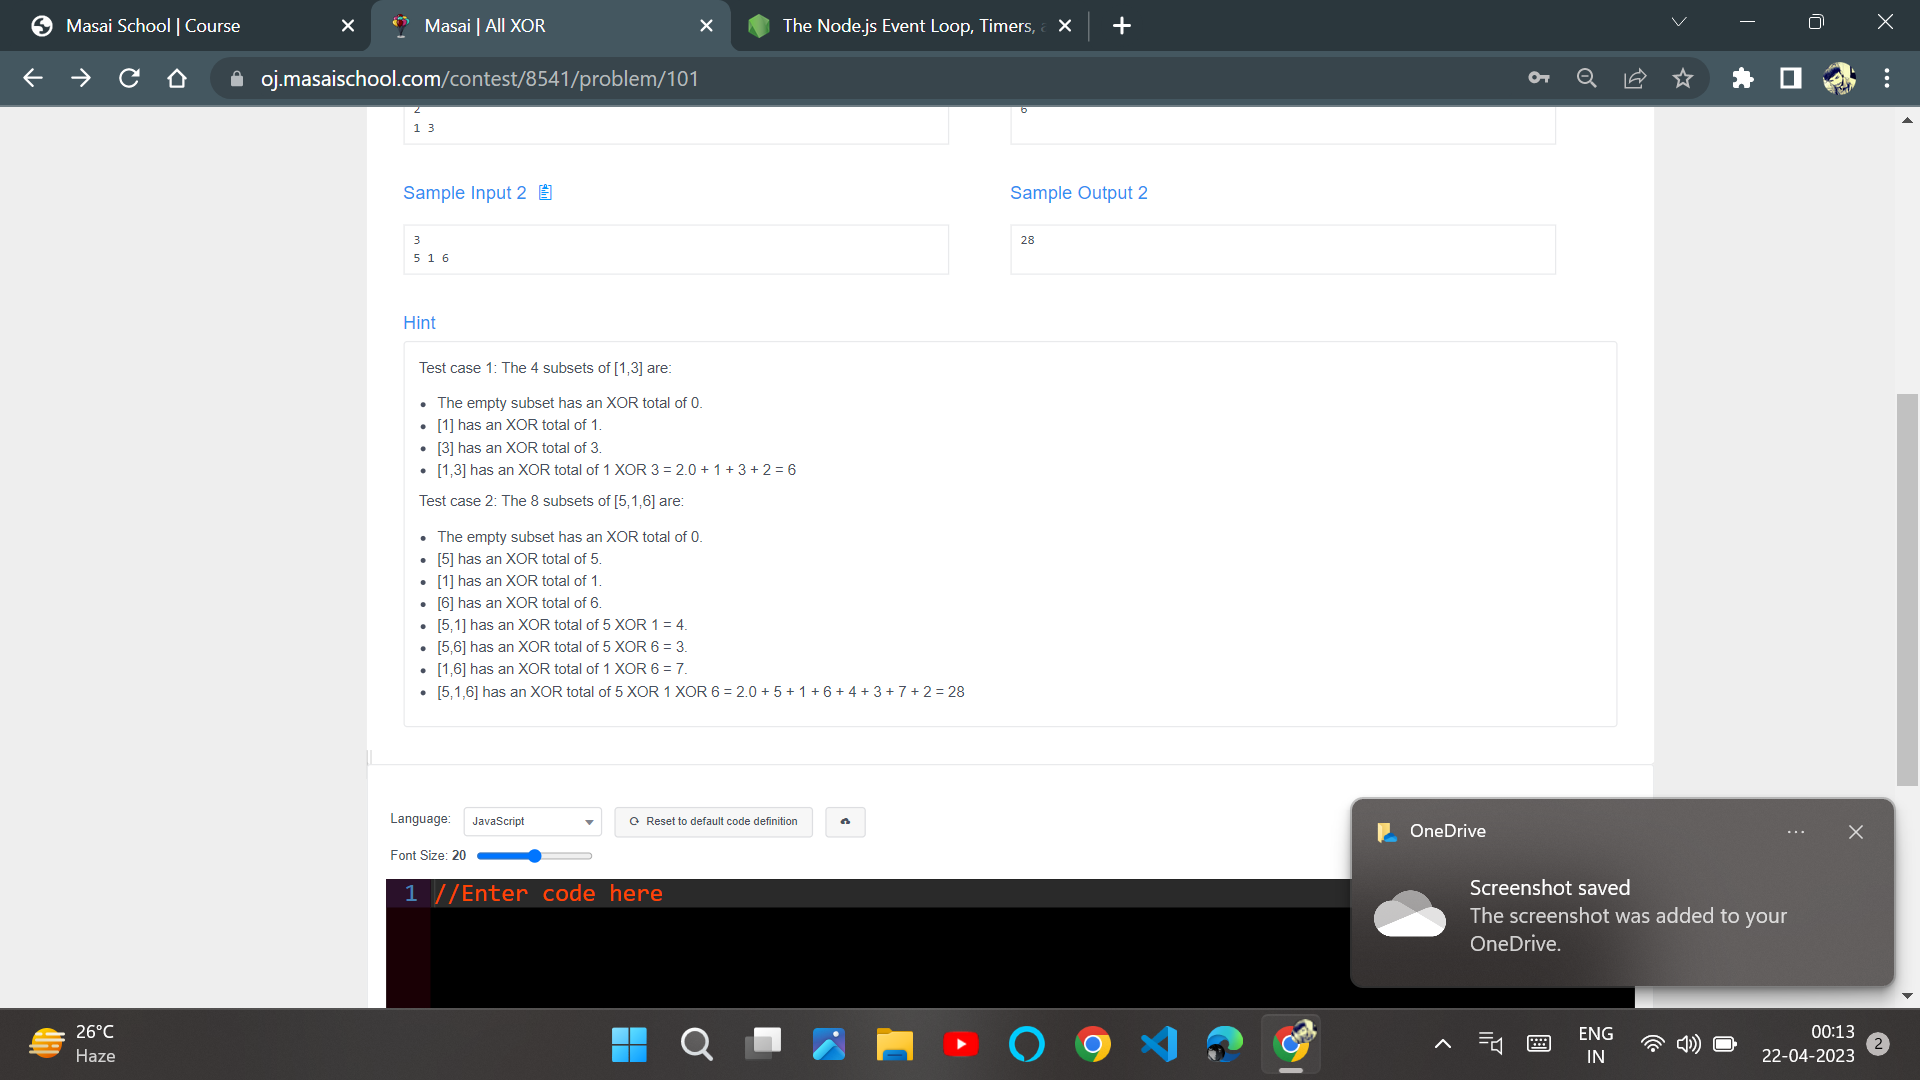 Masai School | Course
Masai | All XOR
The Node.js Event Loop, Timers, a
oj.masaischool.com/contest/8541/problem/101
2
1 3
6
Sample Input 2
Sample Output 2
3
5 1 6
28
Hint
Test case 1: The 4 subsets of [1,3] are:
The empty subset has an XOR total of 0.
[1] has an XOR total of 1.
[3] has an XOR total of 3.
[1,3] has an XOR total of 1 XOR 3 = 2.0 + 1 + 3 + 2 = 6
Test case 2: The 8 subsets of [5,1,6] are:
The empty subset has an XOR total of 0.
[5] has an XOR total of 5.
[1] has an XOR total of 1.
[6] has an XOR total of 6.
[5,1] has an XOR total of 5 XOR 1 = 4.
[5,6] has an XOR total of 5 XOR 6 = 3.
[1,6] has an XOR total of 1 XOR 6 = 7.
[5,1,6] has an XOR total of 5 XOR 1 XOR 6 = 2.0 + 5 + 1 + 6 + 4 + 3 + 7 + 2 = 28
Language: JavaScript Reset to default code definition
Font Size: 20
1 //Enter code here
OneDrive
Screenshot saved
The screenshot was added to your
OneDrive.
26°C
Haze
ENG
IN
00:13
22-04-2023
2